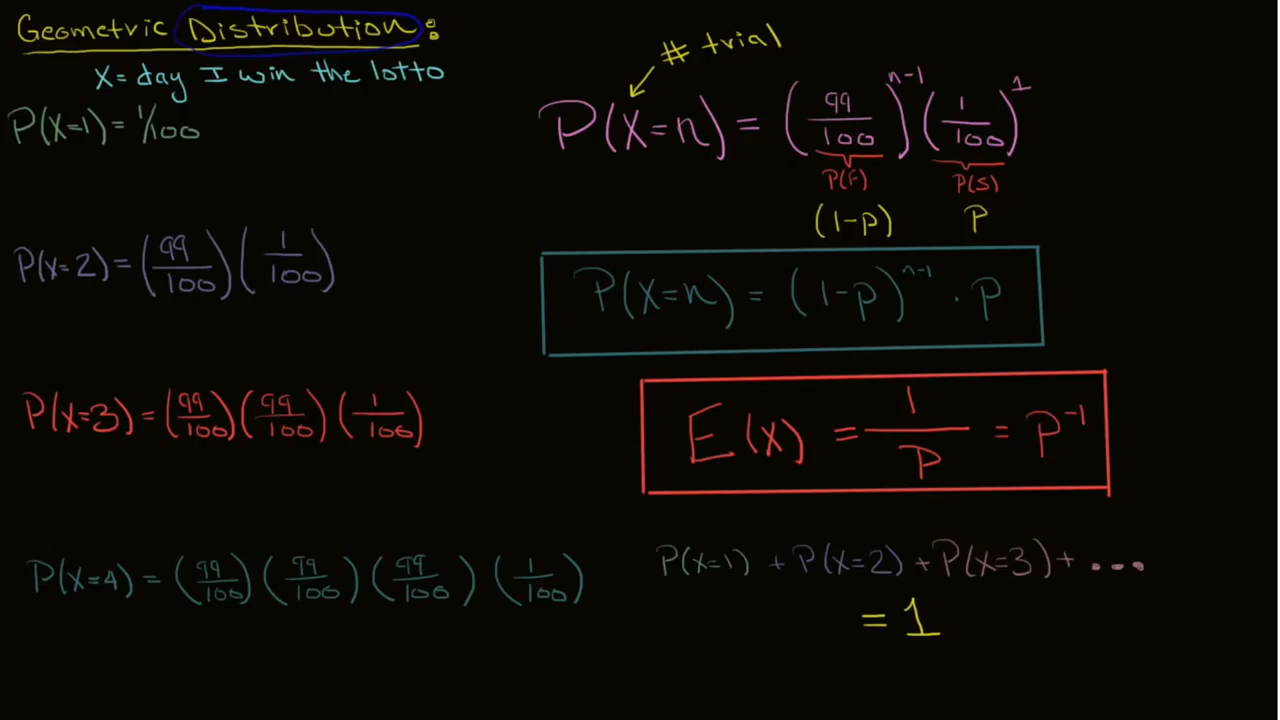 Geometric Distribution:
X = day I win the lotto
P(X=1) = 1/100
P(X=2) = (99/100)(1/100)
P(X=3) = (99/100)(99/100)(1/100)
P(X=4) = (99/100)(99/100)(99/100)(1/100)
# trial
P(X=n) = (99/100)^n-1 (1/100)^1
P(F) P(S)
(1-p) P
P(X=n) = (1-p)^n-1 · P
E(X) = 1/P = P^-1
P(X=1) + P(X=2) + P(X=3) + ...
= 1